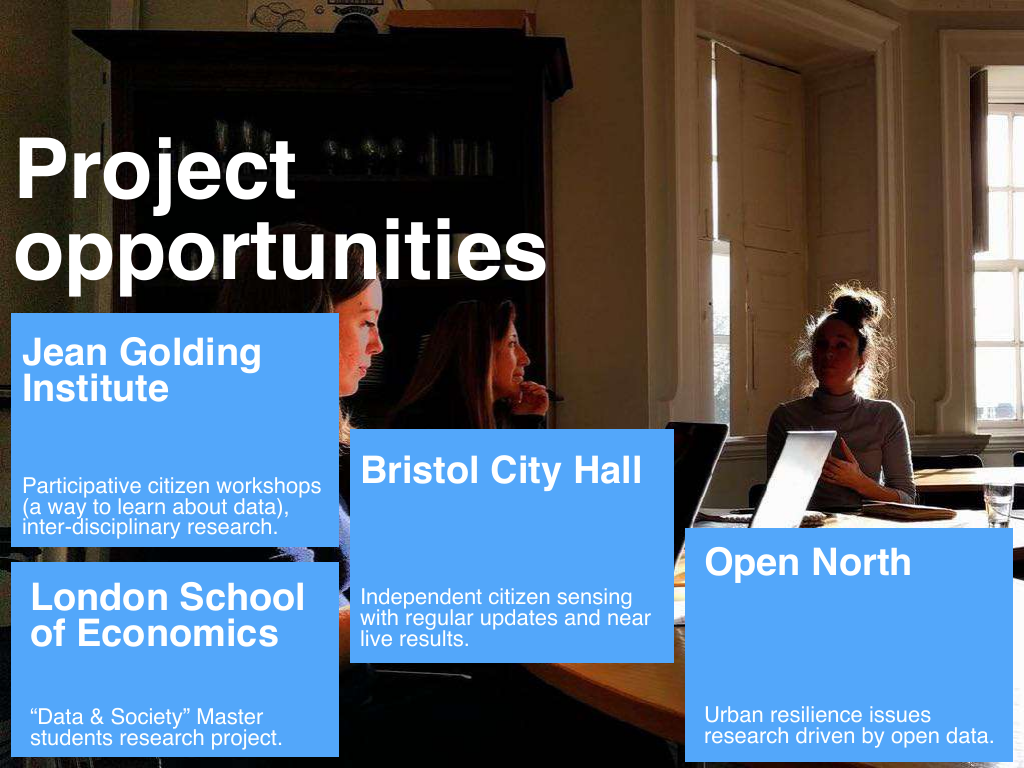 Project
opportunities
Jean Golding
Institute
Participative citizen workshops
(a way to learn about data),
inter-disciplinary research.
London School
of Economics
“Data & Society” Master
students research project.
Bristol City Hall
Independent citizen sensing
with regular updates and near
live results.
Open North
Urban resilience issues
research driven by open data.